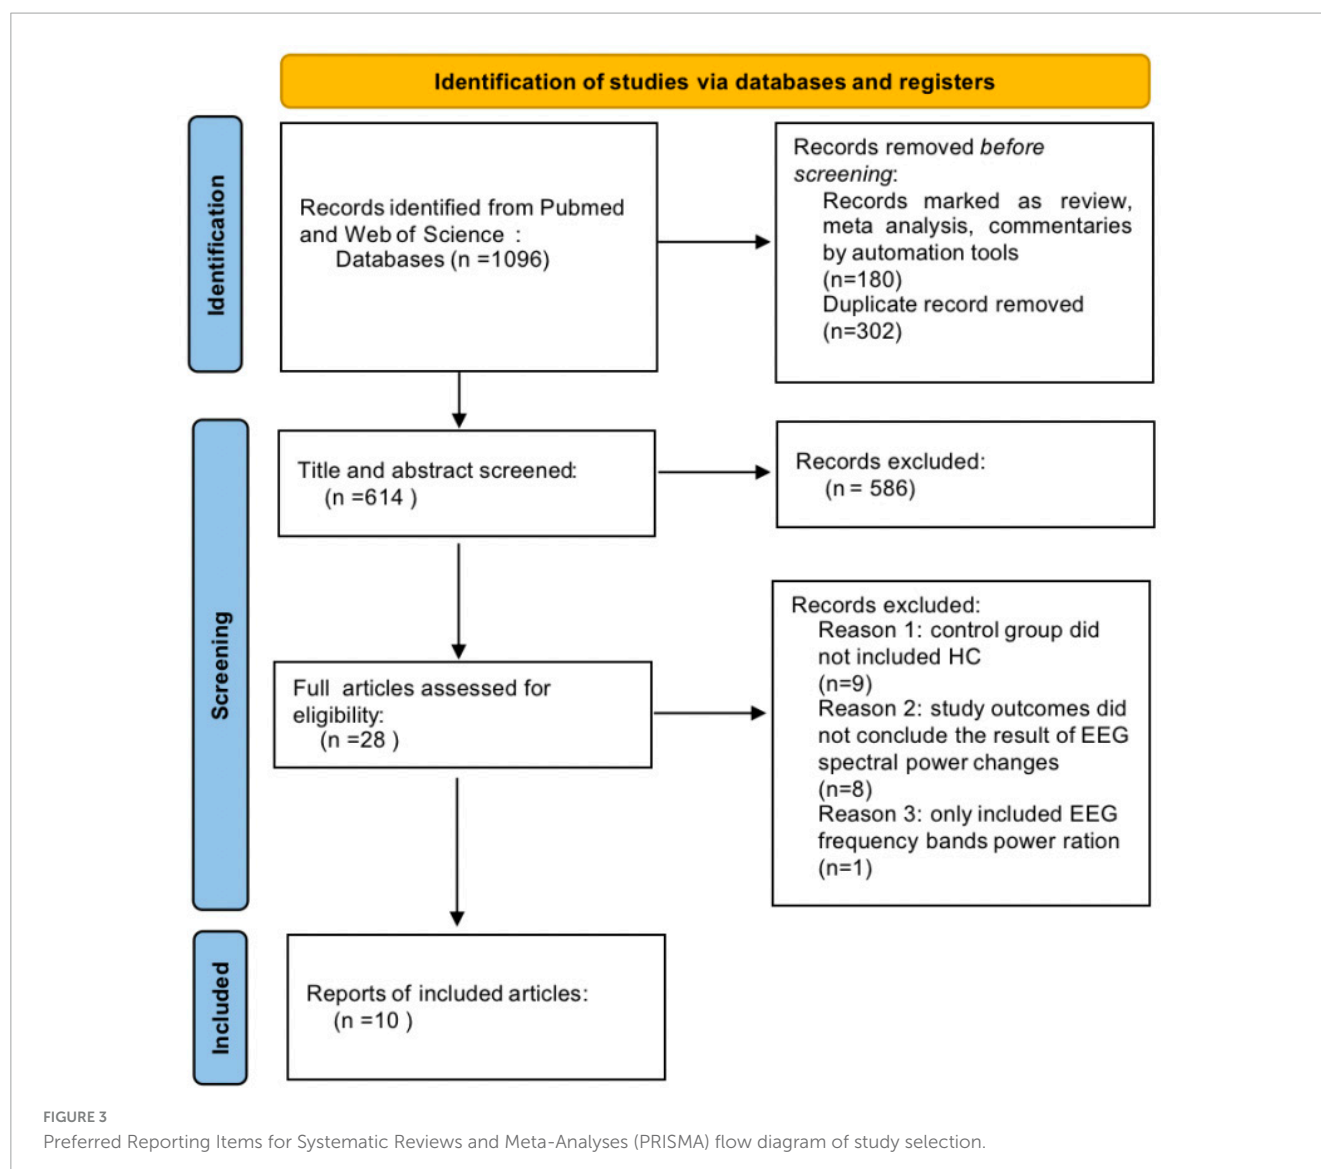 Identification of studies via databases and registers
Identification
Records identified from Pubmed
and Web of Science :
Databases (n =1096)
Records removed before
screening:
Records marked as review,
meta analysis, commentaries
by automation tools
(n=180)
Duplicate record removed
(n=302)
Screening
Title and abstract screened:
(n =614 )
Records excluded:
(n = 586)
Full articles assessed for
eligibility:
(n =28 )
Records excluded:
Reason 1: control group did
not included HC
(n=9)
Reason 2: study outcomes did
not conclude the result of EEG
spectral power changes
(n=8)
Reason 3: only included EEG
frequency bands power ration
(n=1)
Included
Reports of included articles:
(n =10 )
FIGURE 3
Preferred Reporting Items for Systematic Reviews and Meta-Analyses (PRISMA) flow diagram of study selection.